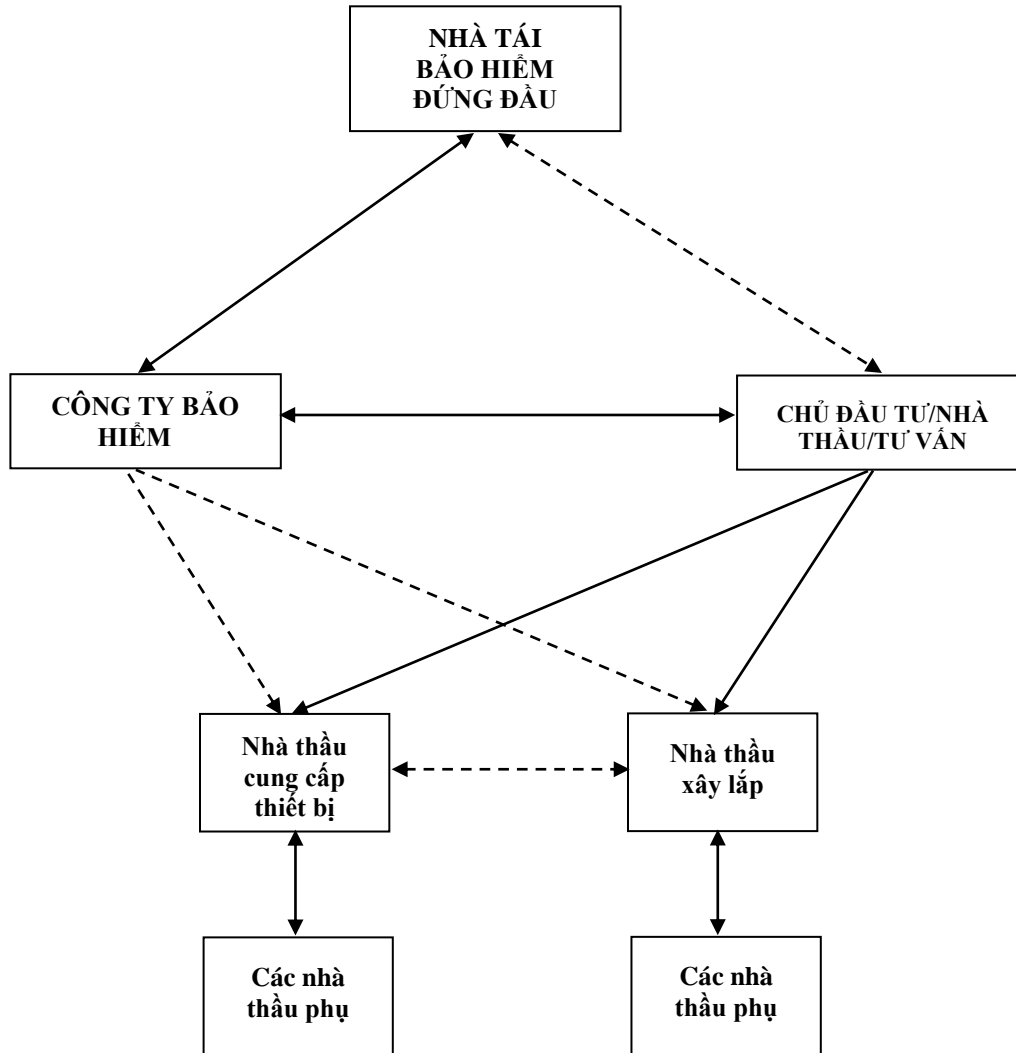 NHÀ TÁI
BẢO HIỂM
ĐỨNG ĐẦU
CÔNG TY BẢO
HIỂM
CHỦ ĐẦU TƯ/NHÀ
THẦU/TƯ VẤN
Nhà thầu
cung cấp
thiết bị
Nhà thầu
xây lắp
Các nhà
thầu phụ
Các nhà
thầu phụ